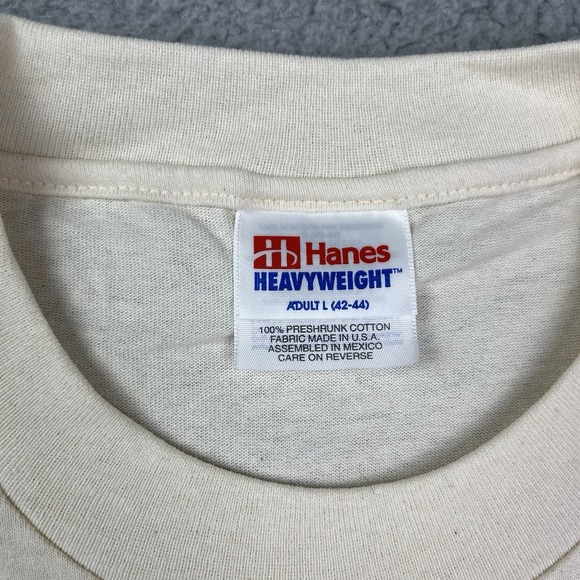 Hanes
HEAVYWEIGHT™
ADULT L (42-44)
100% PRESHRUNK COTTON
FABRIC MADE IN U.S.A.
ASSEMBLED IN MEXICO
CARE ON REVERSE